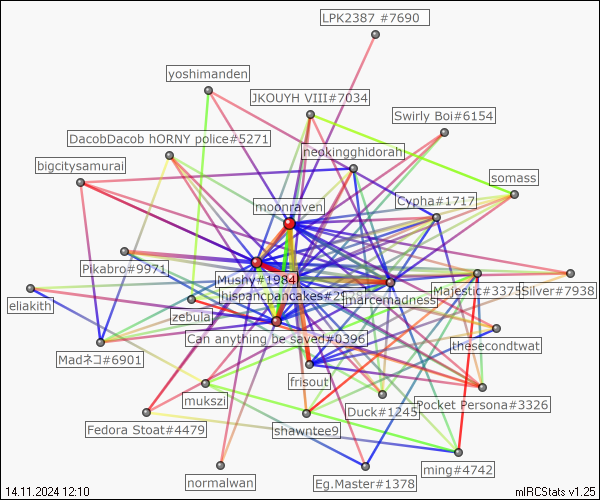 LPK2387 #7690
yoshimanden
JKOUYH VIII#7034
Swirly Boi#6154
DacobDacob hORNY police#5271
neokingghidorah
bigcitysamurai
somass
Cypha#1717
moonraven
Pikabro#9971
Mushy#1984
hispancpancakes#29
marcemadness
Majestic#3375
Silver#7938
eliakith
zebula
Can anything be saved#0396
thesecondtwat
Madネコ#6901
frisout
mukszi
Duck#1245
Pocket Persona#3326
Fedora Stoat#4479
shawntee9
ming#4742
normalwan
Eg.Master#1378
14.11.2024 12:10
mIRCStats v1.25